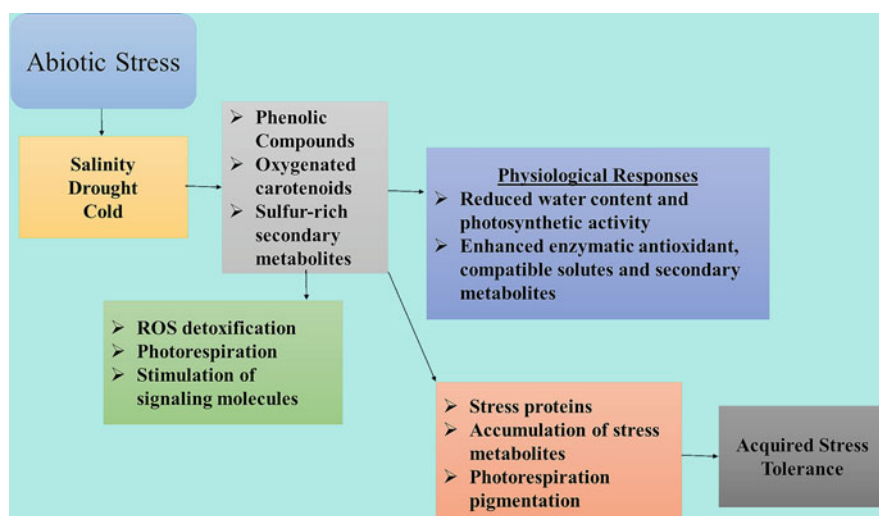 Abiotic Stress
Salinity
Drought
Cold
➢ Phenolic
Compounds
➢ Oxygenated
carotenoids
➢ Sulfur-rich
secondary
metabolites
Physiological Responses
➢ Reduced water content and
photosynthetic activity
➢ Enhanced enzymatic antioxidant,
compatible solutes and secondary
metabolites
➢ ROS detoxification
➢ Photorespiration
➢ Stimulation of
signaling molecules
➢ Stress proteins
➢ Accumulation of stress
metabolites
➢ Photorespiration
pigmentation
Acquired Stress
Tolerance